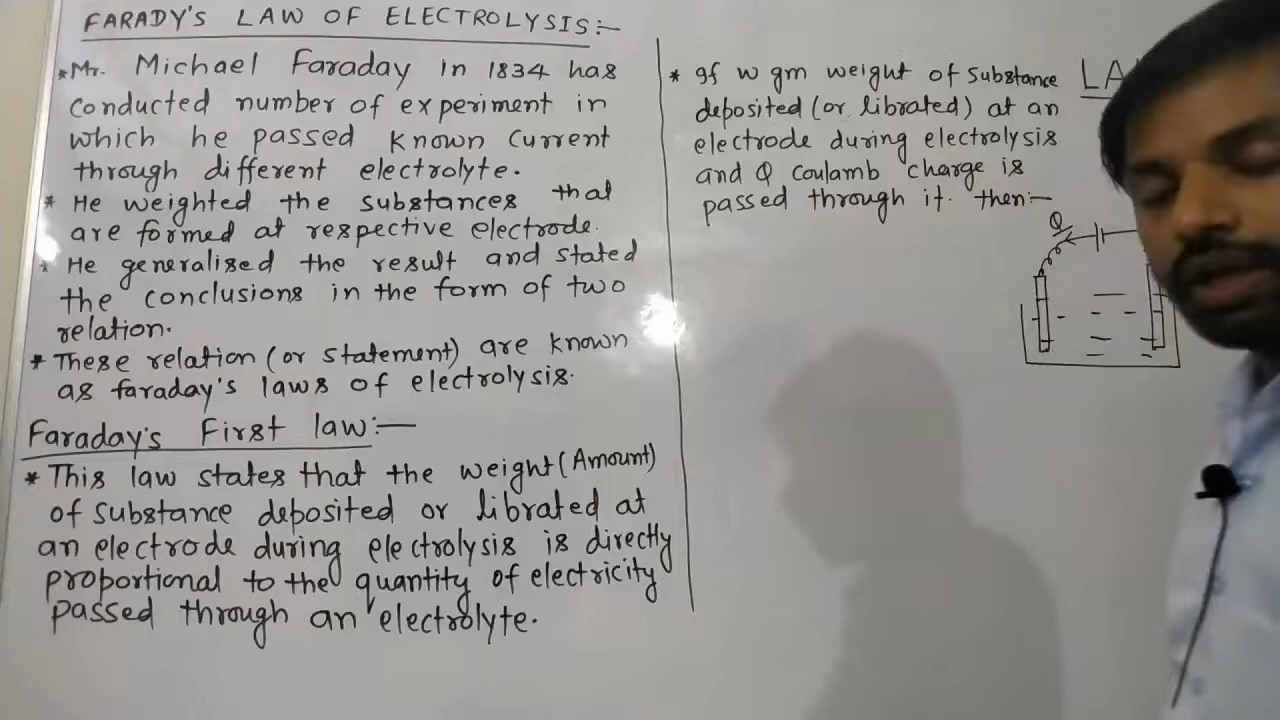 FARADY'S LAW OF ELECTROLYSIS:-
* Mr. Michael Faraday in 1834 has
conducted number of experiment in
which he passed known current
through different electrolyte.
* He weighted the substances that
are formed at respective electrode.
* He generalised the result and stated
the conclusions in the form of two
relation.
* These relation (or statement) are known
as faraday's laws of electrolysis.
Faraday's First law:-
* This law states that the weight (Amount)
of substance deposited or librated at
an electrode during electrolysis is directly
proportional to the quantity of electricity
passed through an electrolyte.
* If w gm weight of substance
deposited (or librated) at an
electrode during electrolysis
and Q coulamb charge is
passed through it. then:-
LA
Q